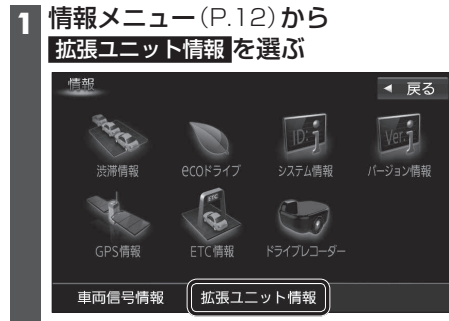 1 情報メニュー(P.12)から
拡張ユニット情報 を選ぶ
情報
◀ 戻る
渋滞情報 ecoドライブ システム情報 バージョン情報
GPS情報 ETC情報 ドライブレコーダー
車両信号情報 拡張ユニット情報